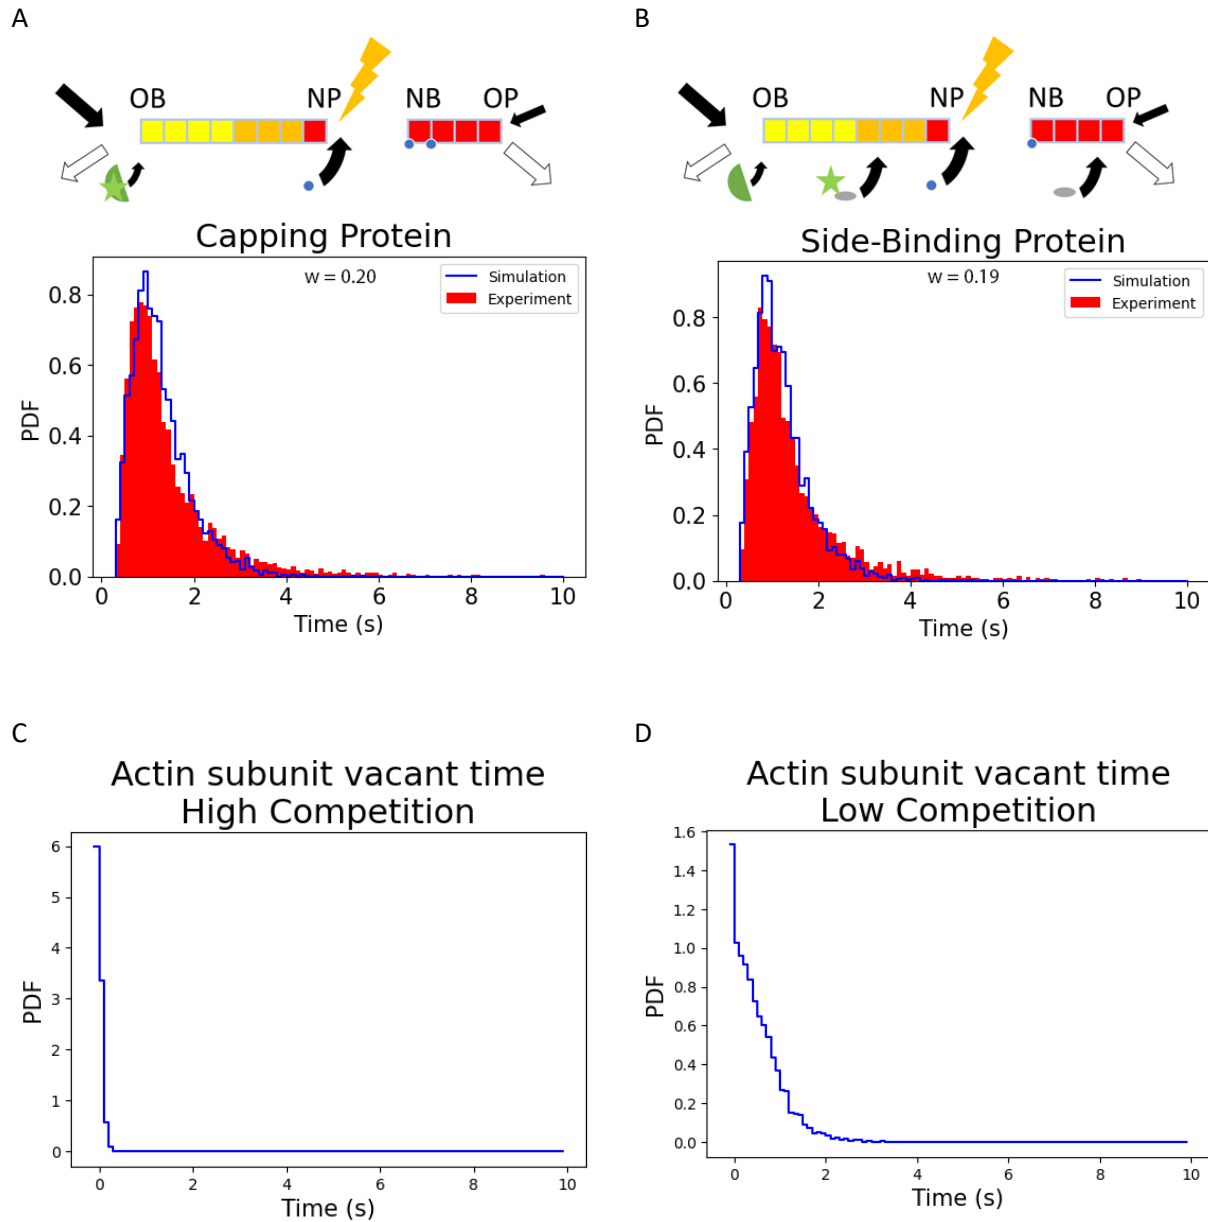 A
OB NP NB OP
Capping Protein
w = 0.20
Simulation
Experiment
0.8
0.6
0.4
0.2
0.0
PDF
0 2 4 6 8 10
Time (s)
B
OB NP NB OP
Side-Binding Protein
w = 0.19
Simulation
Experiment
0.8
0.6
0.4
0.2
0.0
PDF
0 2 4 6 8 10
Time (s)
C
Actin subunit vacant time
High Competition
6
5
4
3
2
1
0
PDF
0 2 4 6 8 10
Time (s)
D
Actin subunit vacant time
Low Competition
1.6
1.4
1.2
1.0
0.8
0.6
0.4
0.2
0.0
PDF
0 2 4 6 8 10
Time (s)